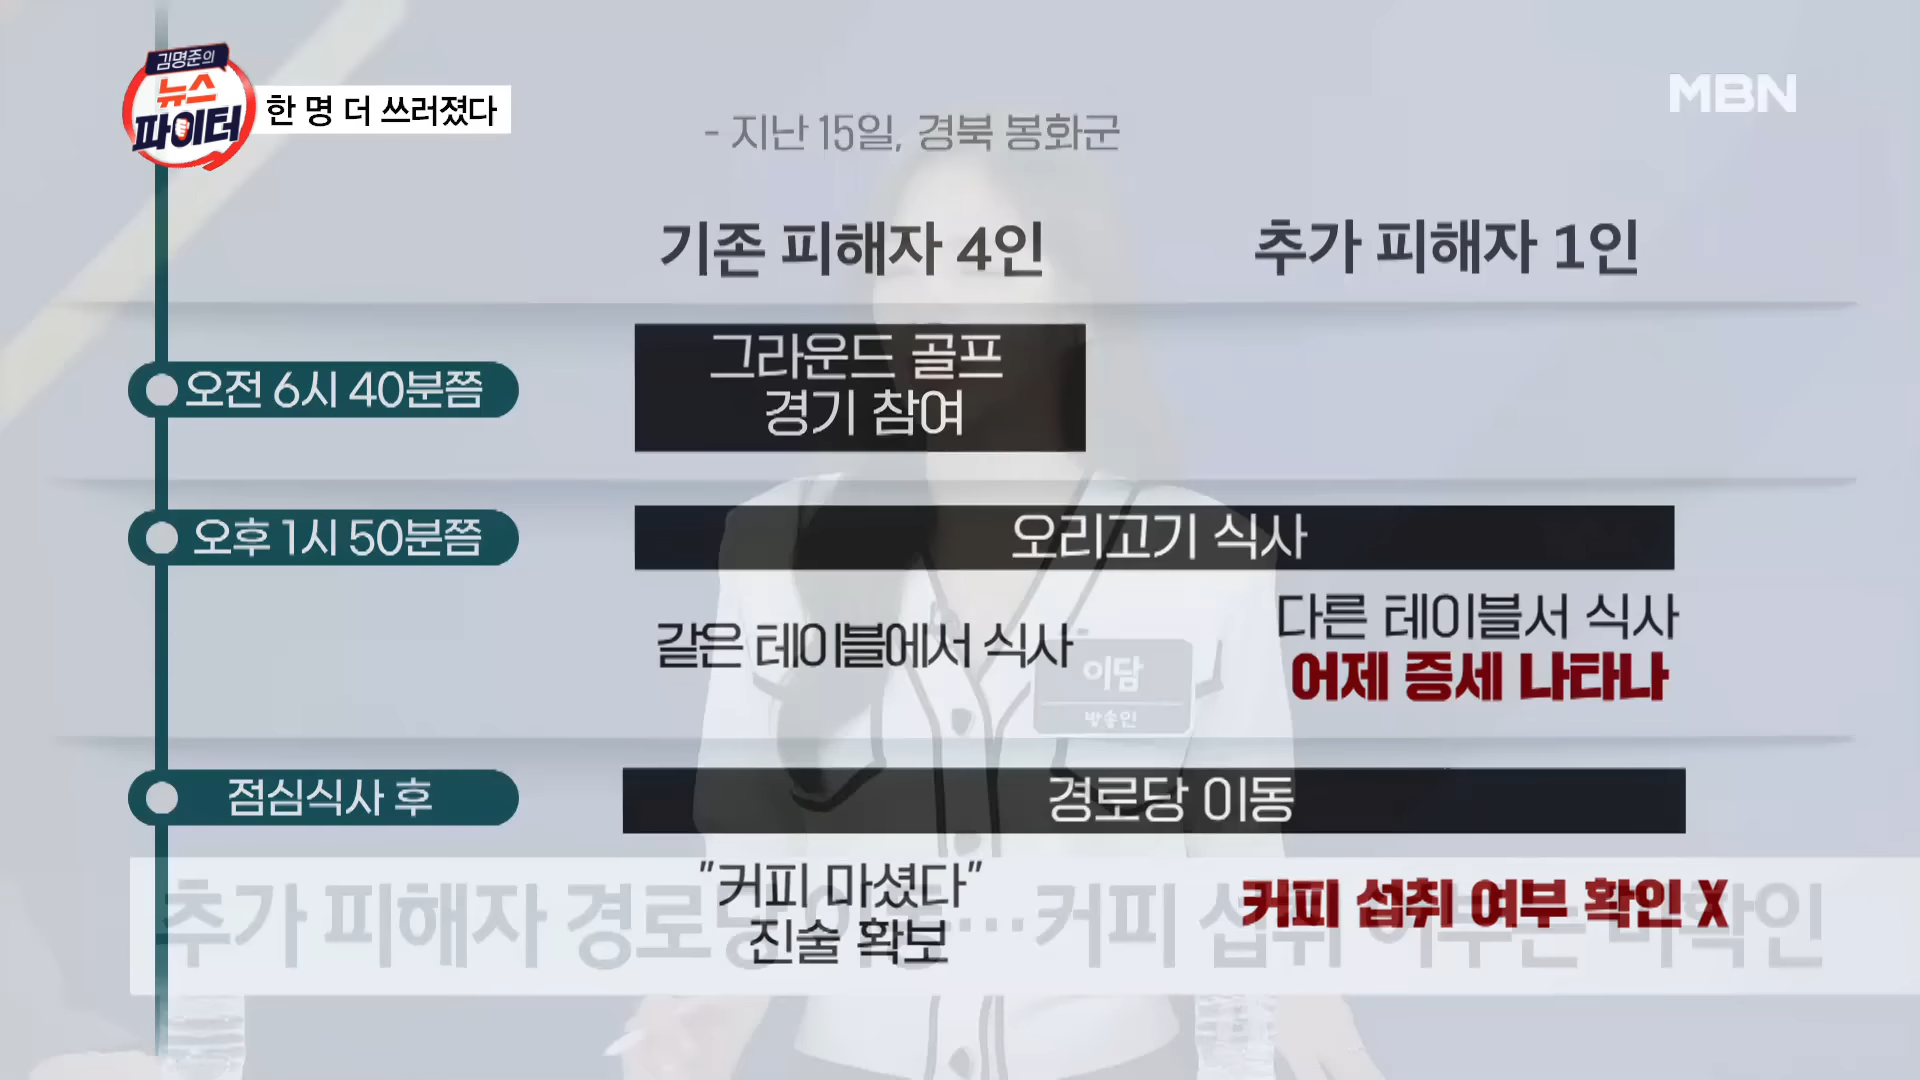 김명준의
뉴스
파이터
한 명 더 쓰러졌다
MBN
- 지난 15일, 경북 봉화군
기존 피해자 4인
추가 피해자 1인
오전 6시 40분쯤
그라운드 골프
경기 참여
오후 1시 50분쯤
오리고기 식사
같은 테이블에서 식사
다른 테이블서 식사
어제 증세 나타나
이담
방송인
점심식사 후
경로당 이동
"커피 마셨다"
진술 확보
커피 섭취 여부 확인 X
추가 피해자 경로당 이동…커피 섭취 여부는 미확인